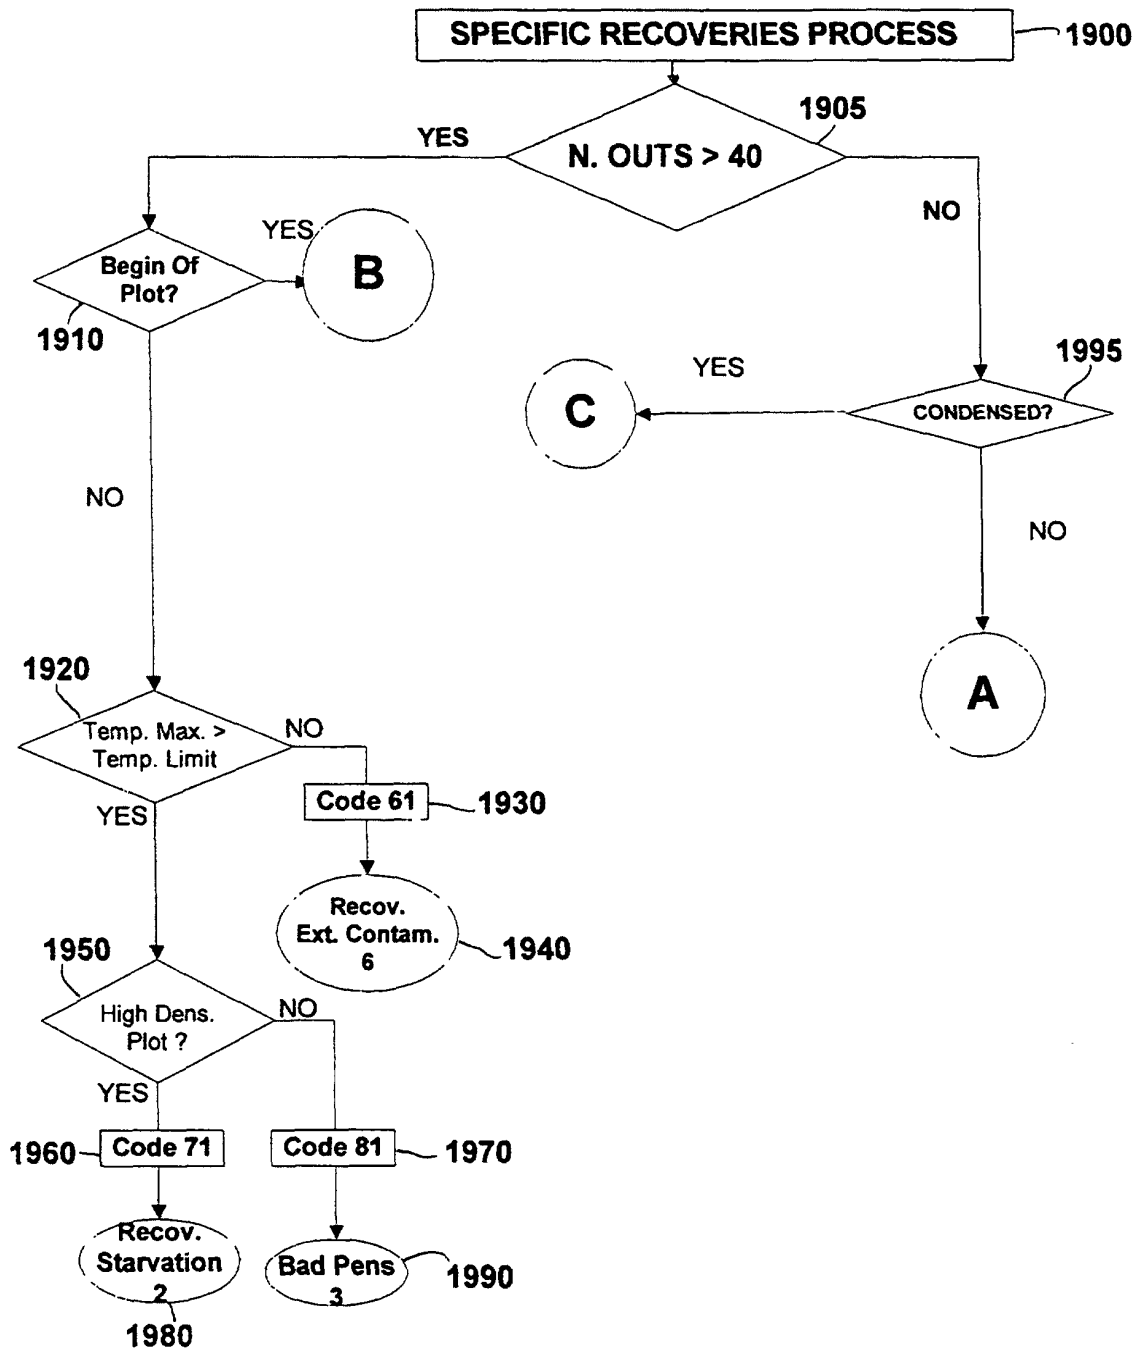 SPECIFIC RECOVERIES PROCESS
1900
1905
YES
N. OUTS > 40
NO
YES
B
Begin Of
Plot?
1910
1995
YES
C
CONDENSED?
NO
NO
A
1920
Temp. Max. >
Temp. Limit
NO
YES
Code 61
1930
Recov.
Ext. Contam.
6
1940
1950
High Dens.
Plot ?
NO
YES
1960
Code 71
Code 81
1970
Recov.
Starvation
2
1980
Bad Pens
3
1990